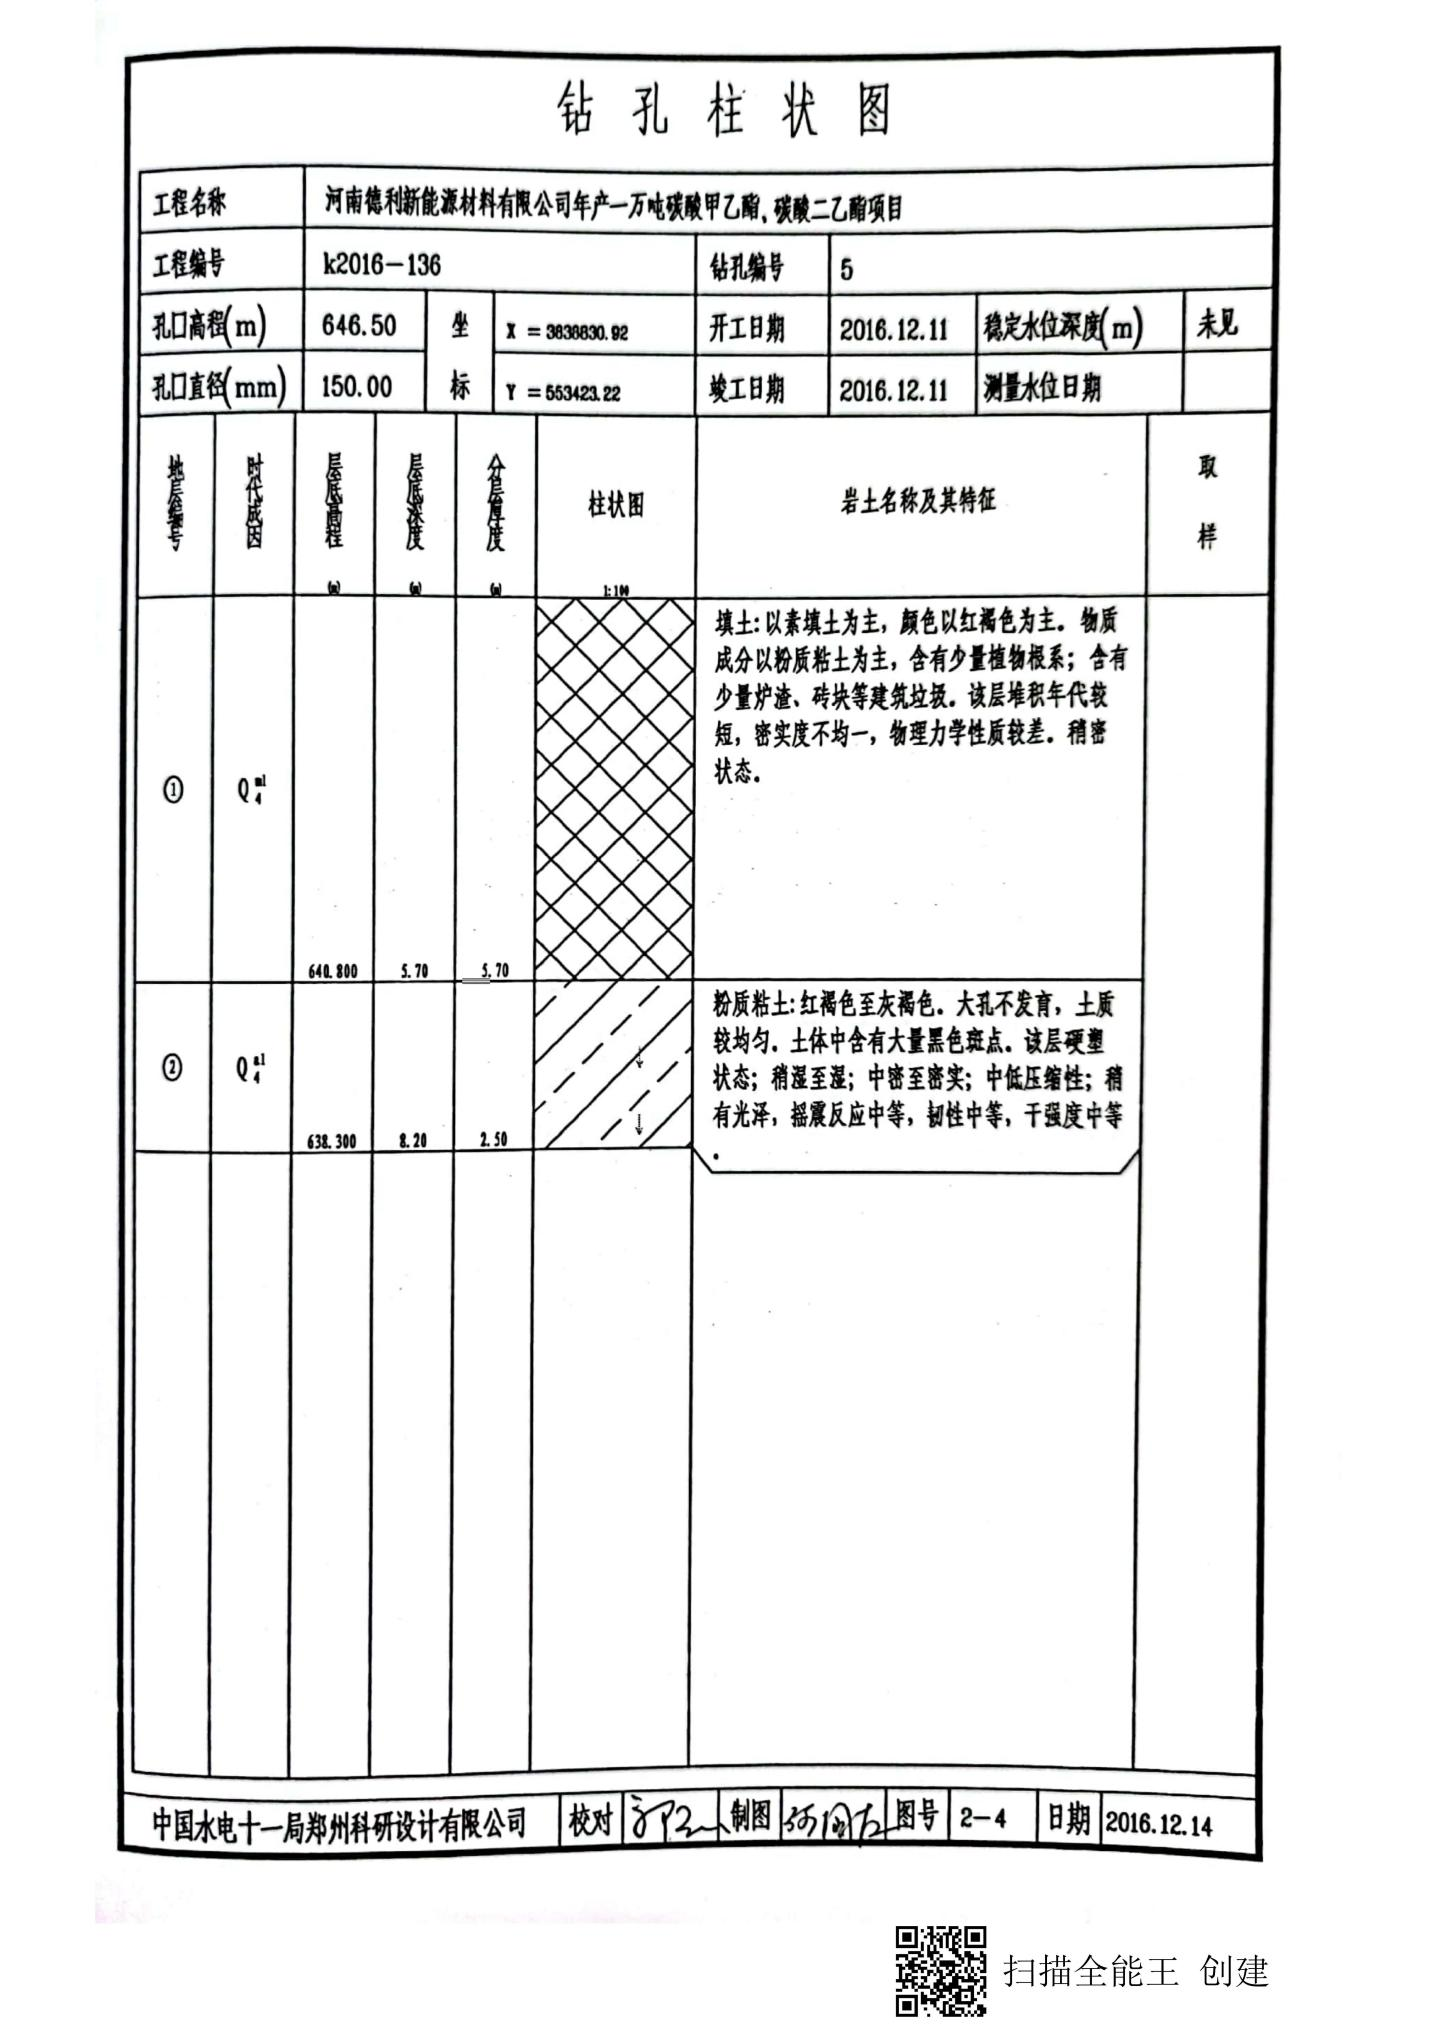 钻孔柱状图
工程名称 河南德利新能源材料有限公司年产一万吨碳酸甲乙酯、碳酸二乙酯项目
工程编号 k2016-136 钻孔编号 5
孔口高程(m) 646.50 坐标 X = 3838830.92 开工日期 2016.12.11 稳定水位深度(m) 未见
孔口直径(mm) 150.00 Y = 553423.22 竣工日期 2016.12.11 测量水位日期
地层编号 时代成因 层底高程(m) 层底深度(m) 分层厚度(m) 柱状图 1:100 岩土名称及其特征 取样
填土:以素填土为主，颜色以红褐色为主。物质
成分以粉质粘土为主，含有少量植物根系；含有
少量炉渣、砖块等建筑垃圾。该层堆积年代较
短，密实度不均一，物理力学性质较差。稍密
状态。
① Q4ml
640.800 5.70 5.70
粉质粘土:红褐色至灰褐色。大孔不发育，土质
较均匀。土体中含有大量黑色斑点。该层硬塑
状态；稍湿至湿；中密至密实；中低压缩性；稍
有光泽，摇震反应中等，韧性中等，干强度中等
。
② Q4al
638.300 8.20 2.50
中国水电十一局郑州科研设计有限公司 校对 制图 图号 2-4 日期 2016.12.14
扫描全能王 创建